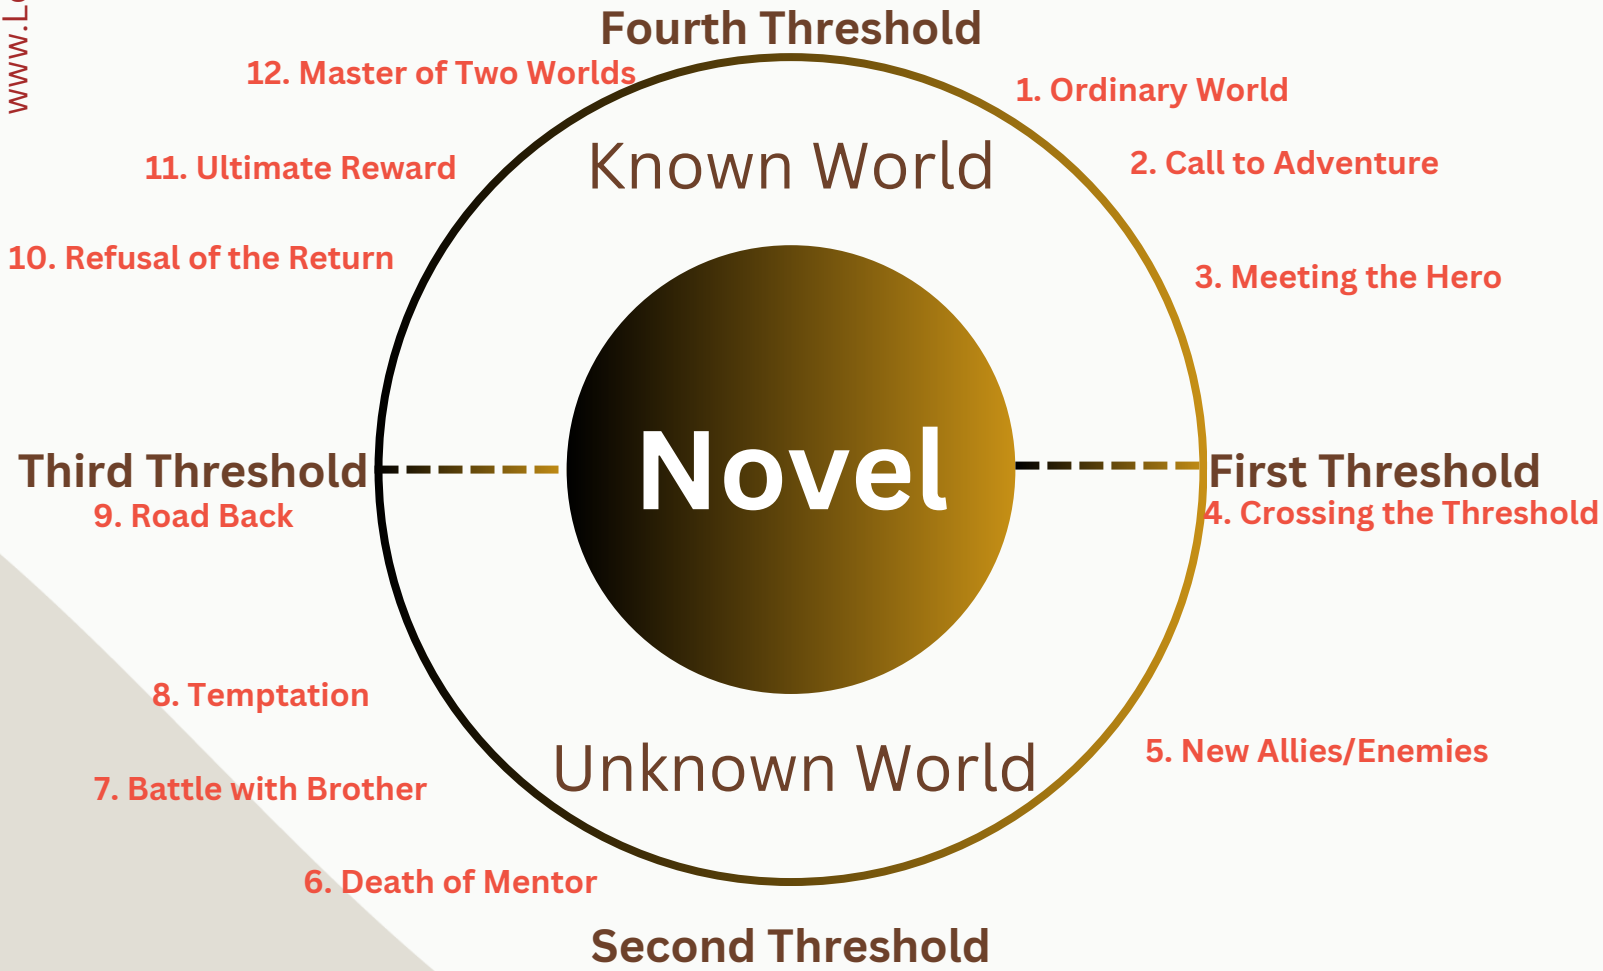 Fourth Threshold
12. Master of Two Worlds
1. Ordinary World
Known World
11. Ultimate Reward
2. Call to Adventure
10. Refusal of the Return
3. Meeting the Hero
Novel
Third Threshold
First Threshold
9. Road Back
4. Crossing the Threshold
8. Temptation
Unknown World
5. New Allies/Enemies
7. Battle with Brother
6. Death of Mentor
Second Threshold